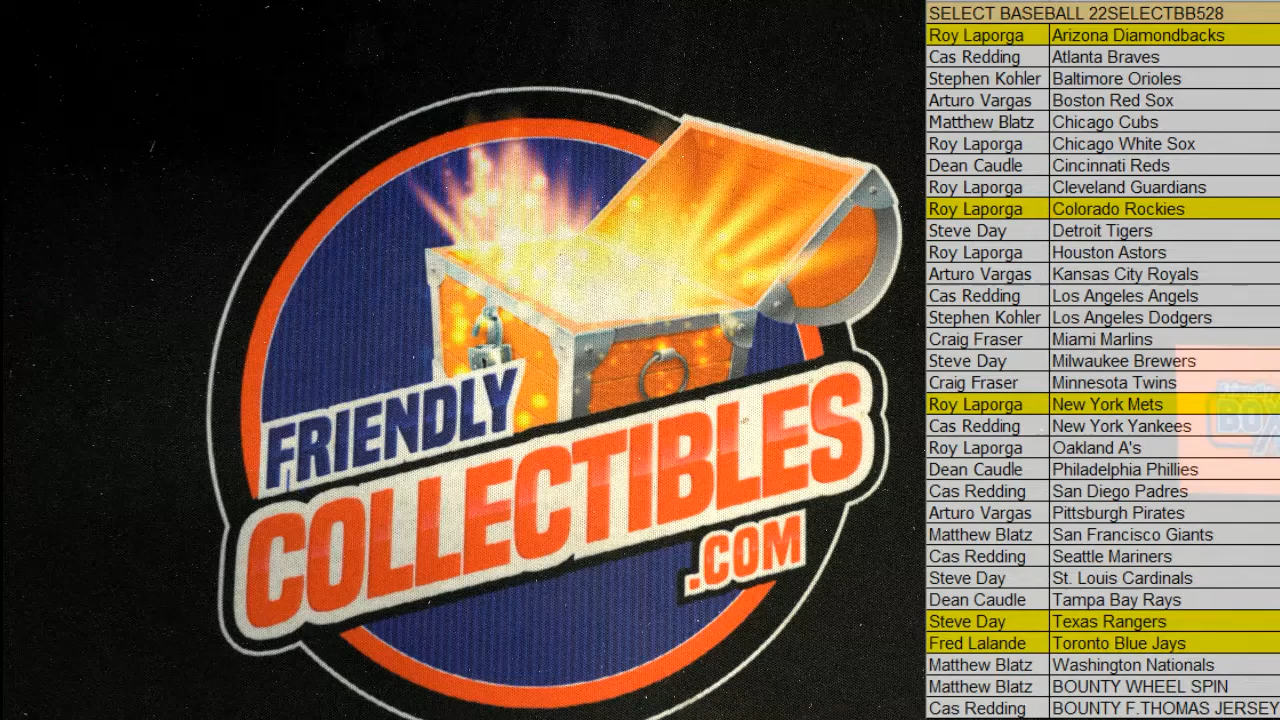 FRIENDLY
COLLECTIBLES
.COM
SELECT BASEBALL 22SELECTBB528
Roy Laporga Arizona Diamondbacks
Cas Redding Atlanta Braves
Stephen Kohler Baltimore Orioles
Arturo Vargas Boston Red Sox
Matthew Blatz Chicago Cubs
Roy Laporga Chicago White Sox
Dean Caudle Cincinnati Reds
Roy Laporga Cleveland Guardians
Roy Laporga Colorado Rockies
Steve Day Detroit Tigers
Roy Laporga Houston Astors
Arturo Vargas Kansas City Royals
Cas Redding Los Angeles Angels
Stephen Kohler Los Angeles Dodgers
Craig Fraser Miami Marlins
Steve Day Milwaukee Brewers
Craig Fraser Minnesota Twins
Roy Laporga New York Mets
Cas Redding New York Yankees
Roy Laporga Oakland A's
Dean Caudle Philadelphia Phillies
Cas Redding San Diego Padres
Arturo Vargas Pittsburgh Pirates
Matthew Blatz San Francisco Giants
Cas Redding Seattle Mariners
Steve Day St. Louis Cardinals
Dean Caudle Tampa Bay Rays
Steve Day Texas Rangers
Fred Lalande Toronto Blue Jays
Matthew Blatz Washington Nationals
Matthew Blatz BOUNTY WHEEL SPIN
Cas Redding BOUNTY F.THOMAS JERSEY